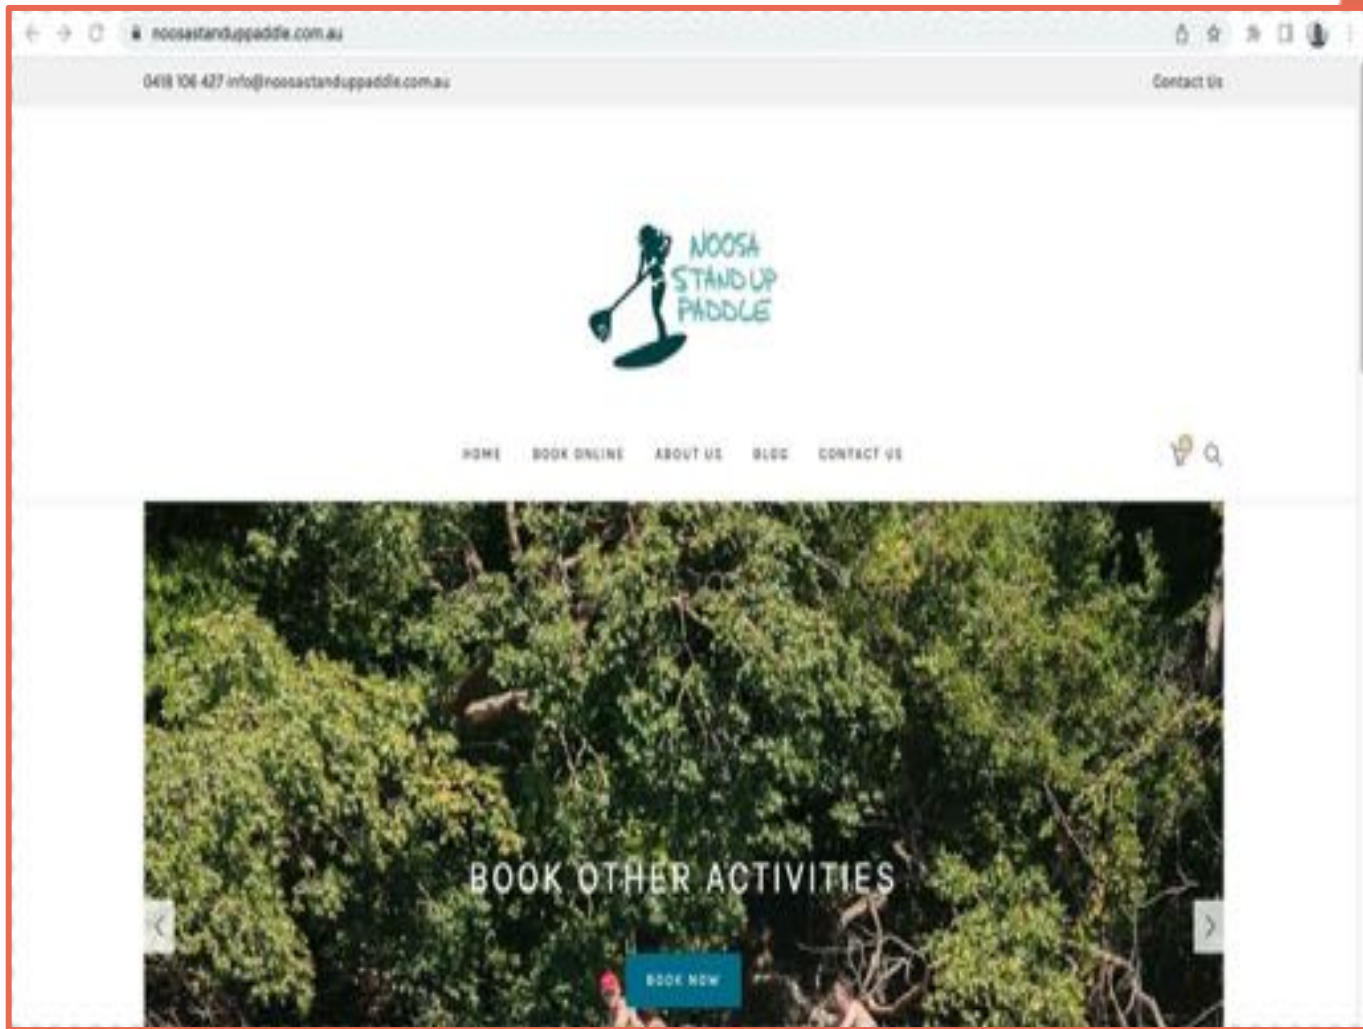 noosastanduppaddle.com.au
0418 106 427 info@noosastanduppaddle.com.au
Contact Us
NOOSA
STAND UP
PADDLE
HOME BOOK ONLINE ABOUT US BLOG CONTACT US
BOOK OTHER ACTIVITIES
BOOK NOW